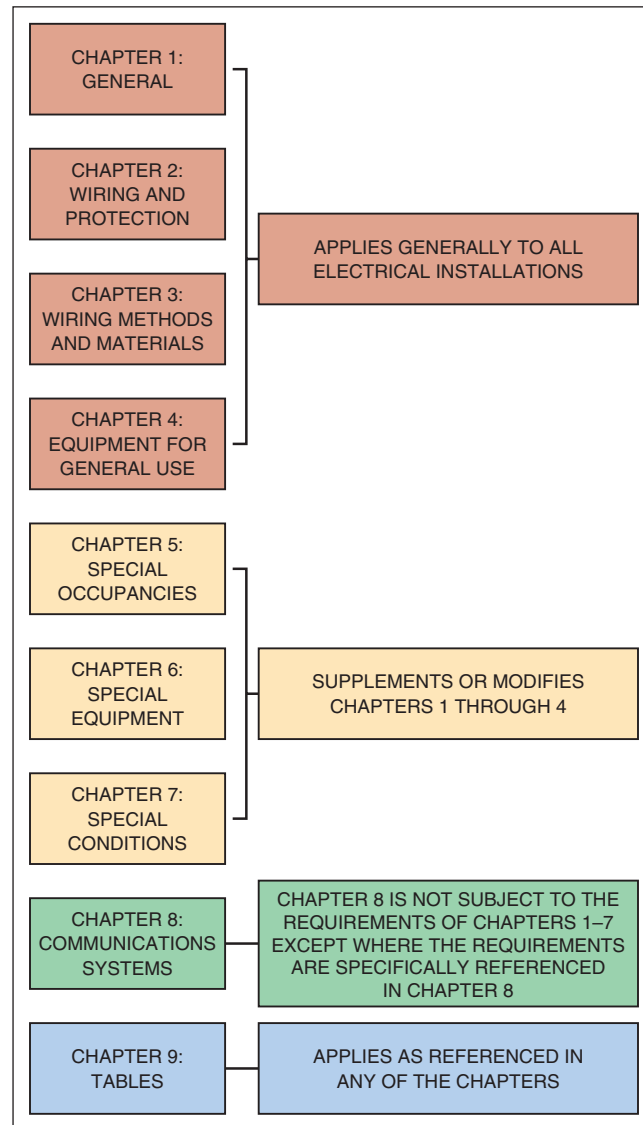 CHAPTER 1:
GENERAL
CHAPTER 2:
WIRING AND
PROTECTION
APPLIES GENERALLY TO ALL
ELECTRICAL INSTALLATIONS
CHAPTER 3:
WIRING METHODS
AND MATERIALS
CHAPTER 4:
EQUIPMENT FOR
GENERAL USE
CHAPTER 5:
SPECIAL
OCCUPANCIES
CHAPTER 6:
SPECIAL
EQUIPMENT
SUPPLEMENTS OR MODIFIES
CHAPTERS 1 THROUGH 4
CHAPTER 7:
SPECIAL
CONDITIONS
CHAPTER 8:
COMMUNICATIONS
SYSTEMS
CHAPTER 8 IS NOT SUBJECT TO THE
REQUIREMENTS OF CHAPTERS 1–7
EXCEPT WHERE THE REQUIREMENTS
ARE SPECIFICALLY REFERENCED
IN CHAPTER 8
CHAPTER 9:
TABLES
APPLIES AS REFERENCED IN
ANY OF THE CHAPTERS